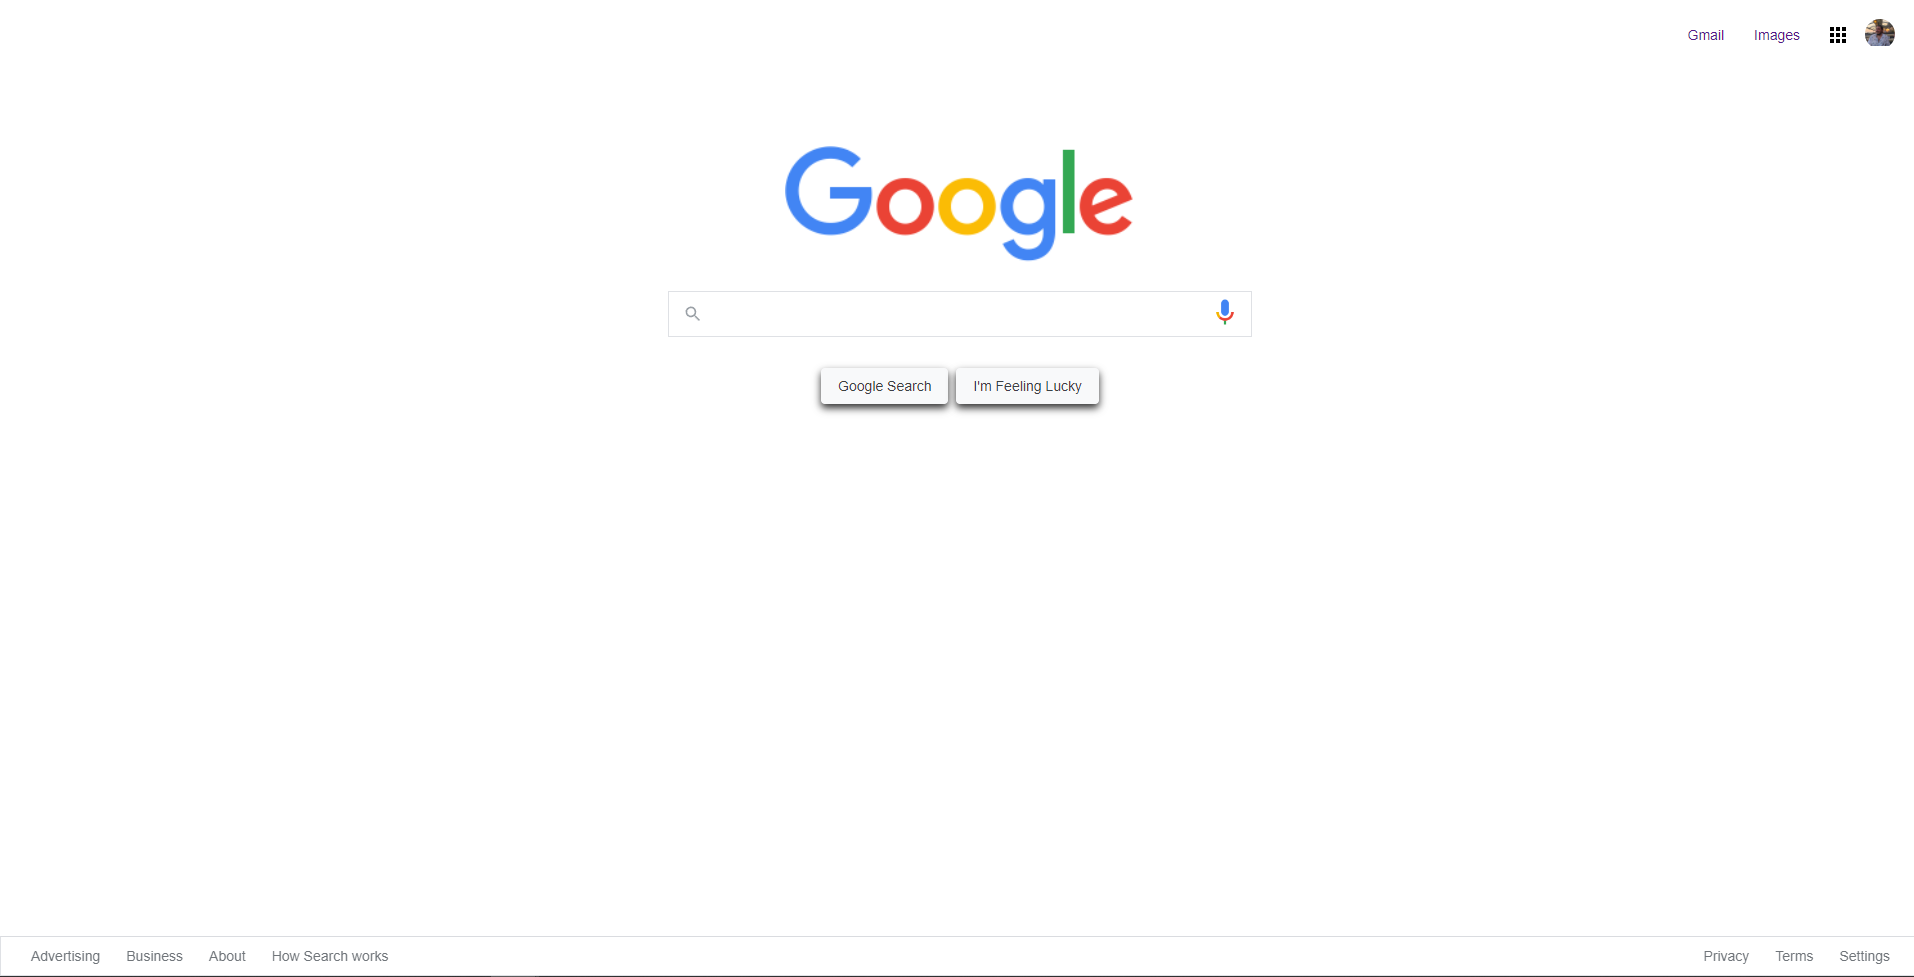 Gmail Images
Google
Google Search I'm Feeling Lucky
Advertising Business About How Search works Privacy Terms Settings